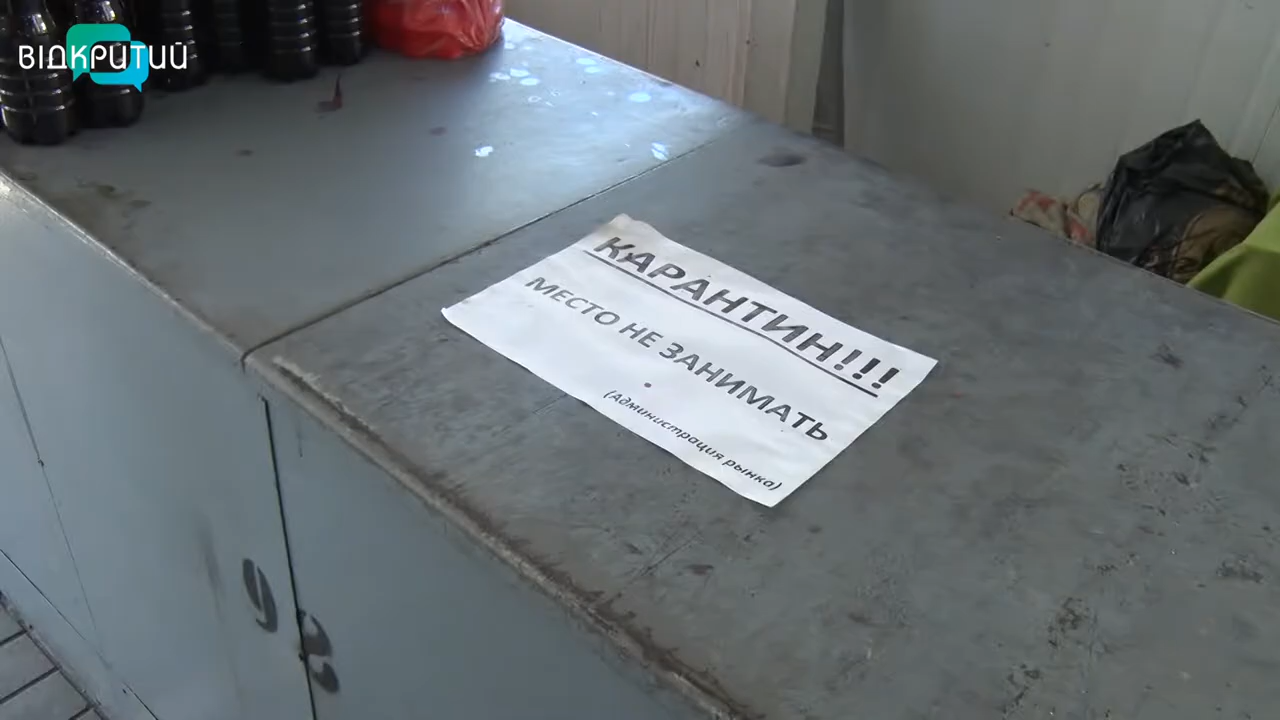 ВІДКРИТИЙ
КАРАНТИН!!!
МЕСТО НЕ ЗАНИМАТЬ
(Администрация рынка)